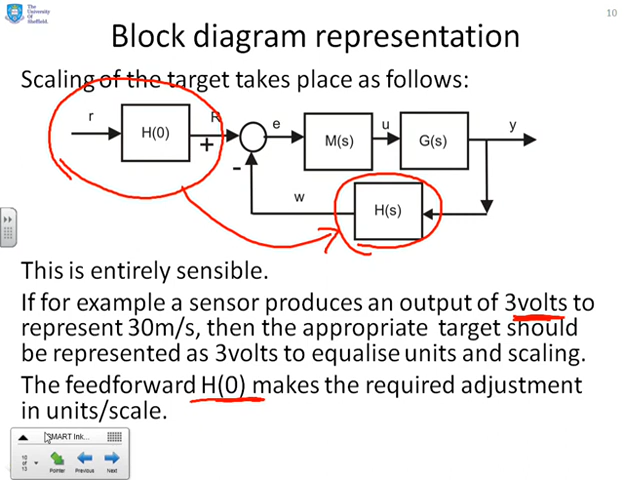 The
University
Of
Sheffield.
10
Block diagram representation
Scaling of the target takes place as follows:
r
H(0)
R
+
e
M(s)
u
G(s)
y
-
w
H(s)
This is entirely sensible.
If for example a sensor produces an output of 3volts to
represent 30m/s, then the appropriate target should
be represented as 3volts to equalise units and scaling.
The feedforward H(0) makes the required adjustment
in units/scale.
SMART Ink...
10
of
13
Pointer
Previous
Next